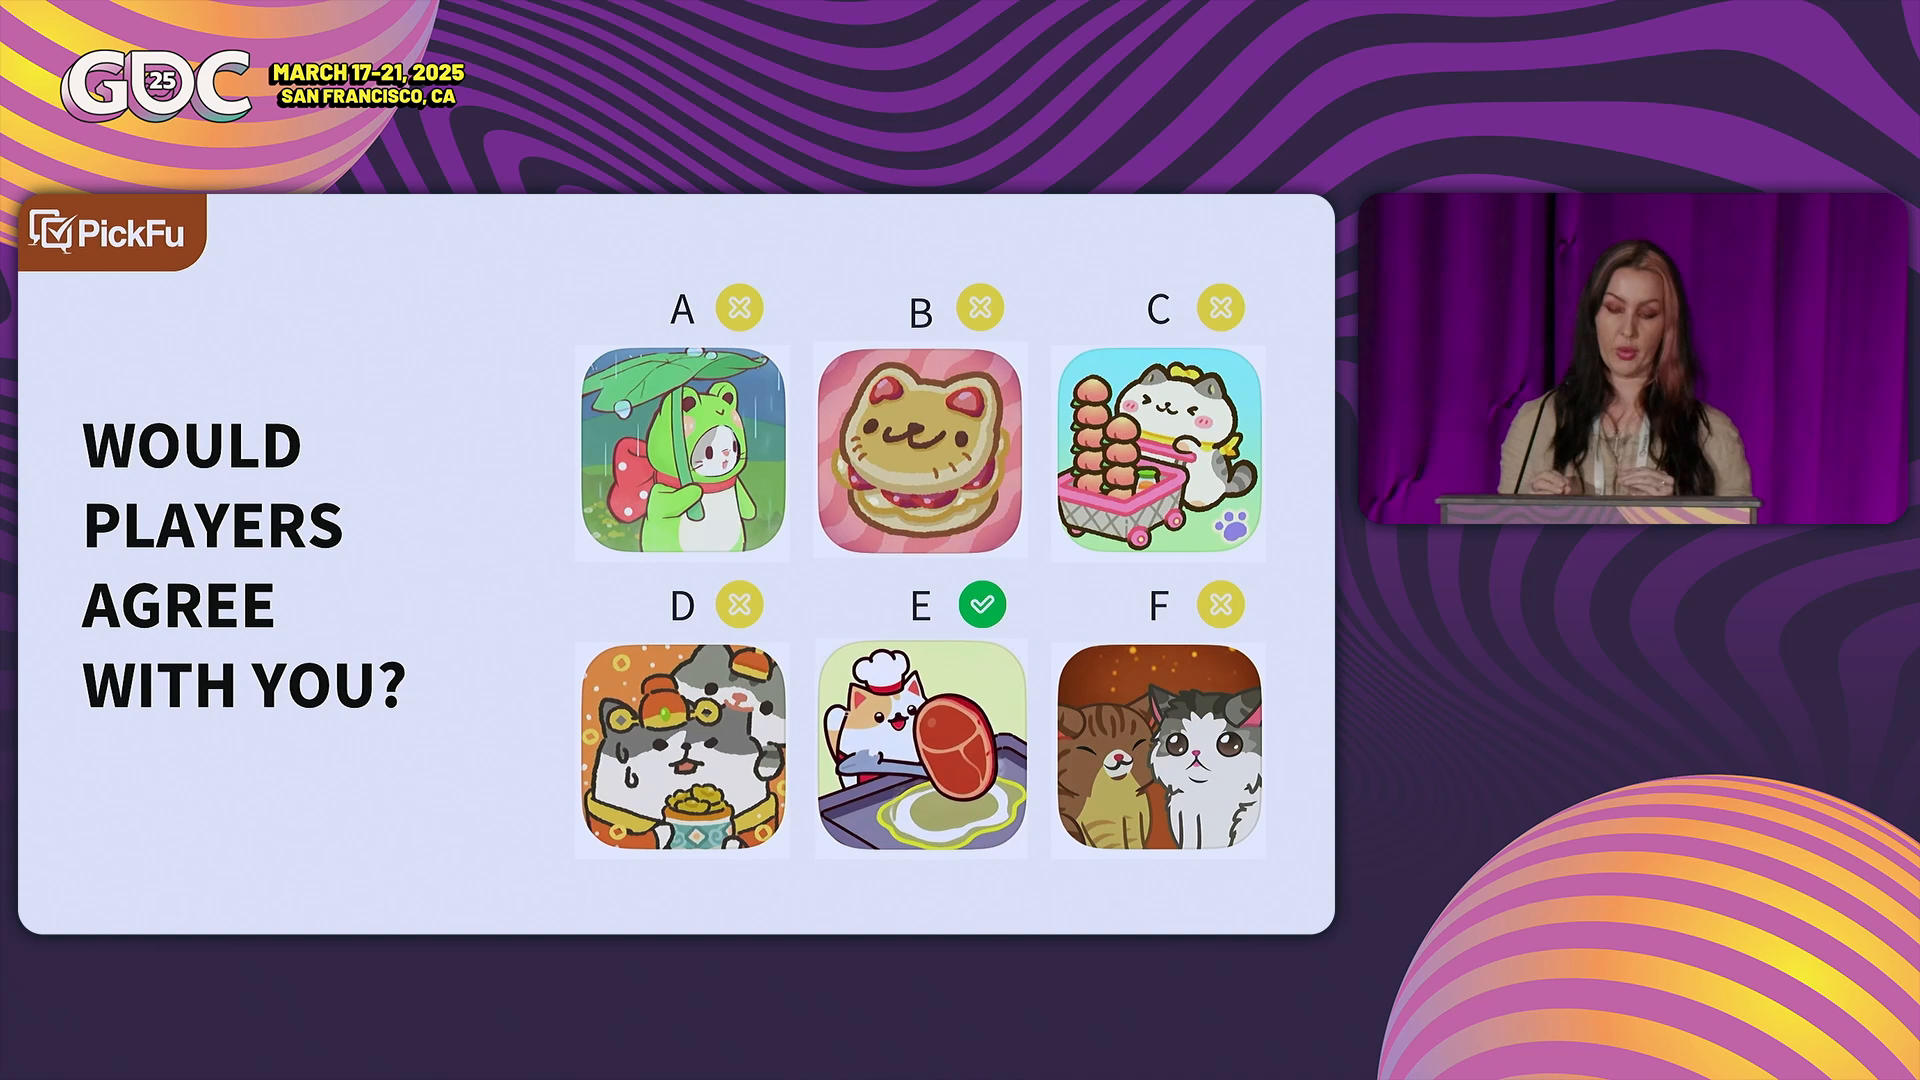 GDC
25
MARCH 17-21, 2025
SAN FRANCISCO, CA
PickFu
WOULD
PLAYERS
AGREE
WITH YOU?
A
B
C
D
E
F